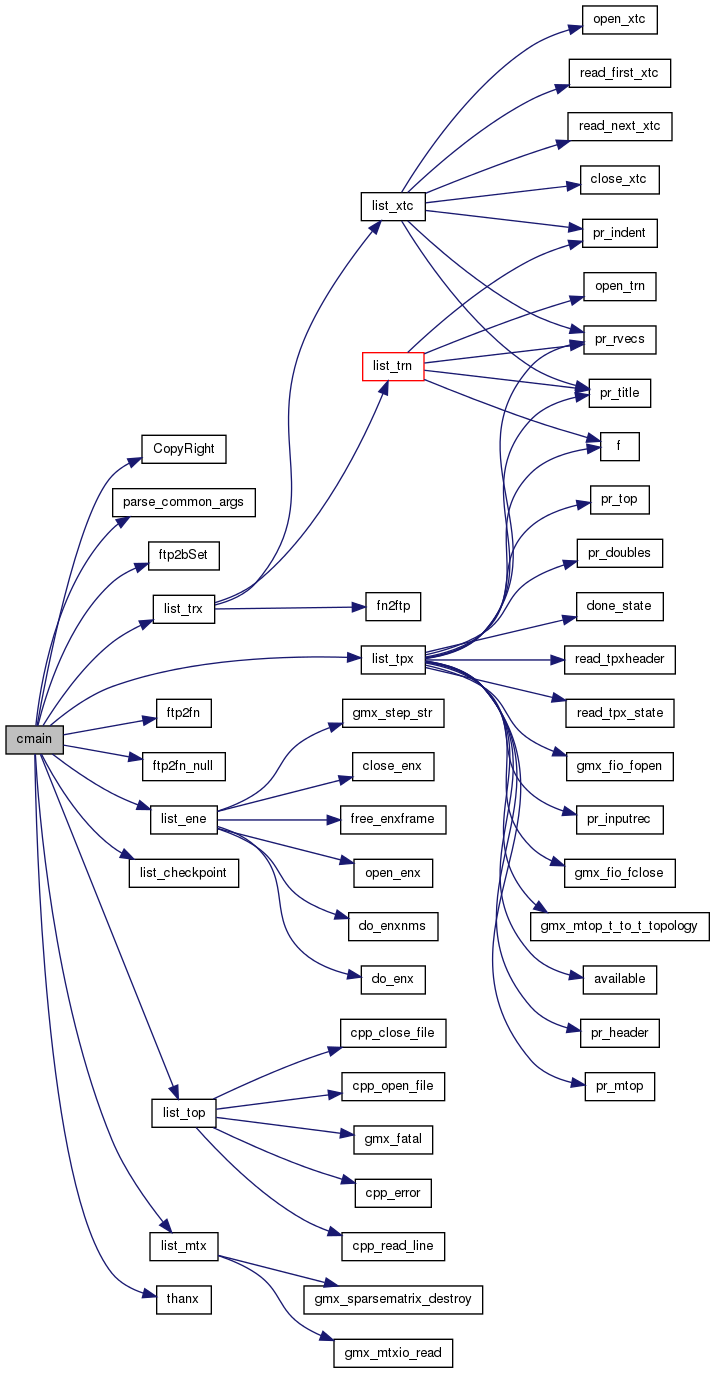 open_xtc
read_first_xtc
read_next_xtc
close_xtc
list_xtc
pr_indent
open_trn
pr_rvecs
list_trn
pr_title
CopyRight
f
parse_common_args
pr_top
ftp2bSet
pr_doubles
list_trx
fn2ftp
done_state
list_tpx
read_tpxheader
ftp2fn
gmx_step_str
read_tpx_state
cmain
ftp2fn_null
close_enx
gmx_fio_fopen
list_ene
free_enxframe
pr_inputrec
list_checkpoint
open_enx
gmx_fio_fclose
do_enxnms
gmx_mtop_t_to_t_topology
do_enx
available
cpp_close_file
pr_header
cpp_open_file
pr_mtop
list_top
gmx_fatal
cpp_error
list_mtx
cpp_read_line
thanx
gmx_sparsematrix_destroy
gmx_mtxio_read